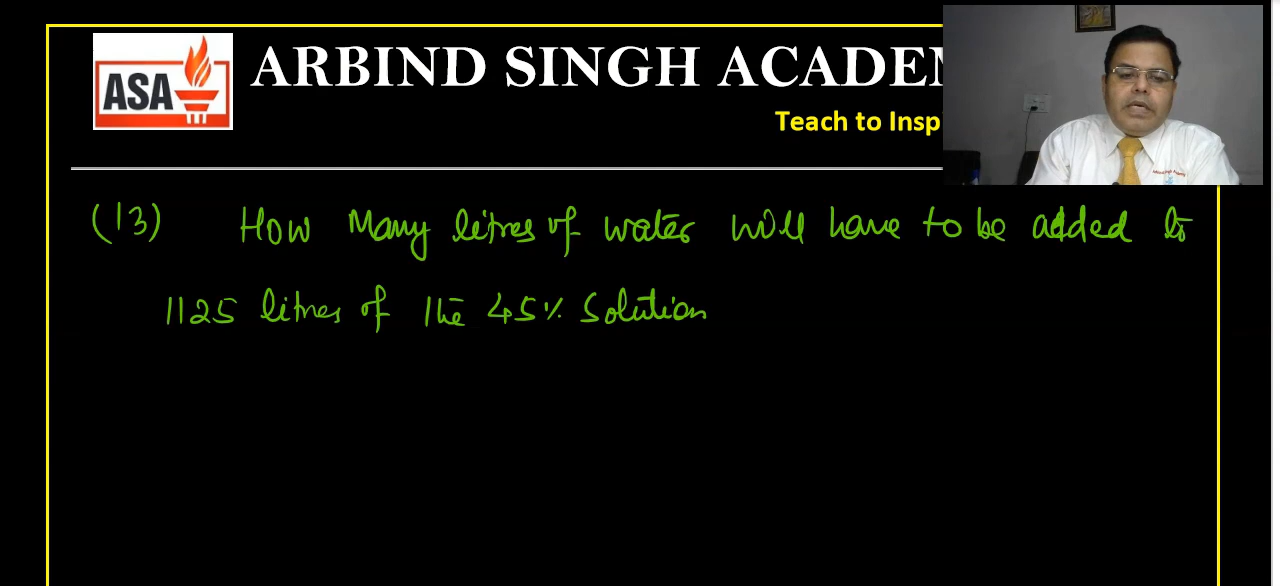 ASA
ARBIND SINGH ACADEM
Teach to Insp
(13) How Many litres of water will have to be added to
1125 litres of the 45% Solution